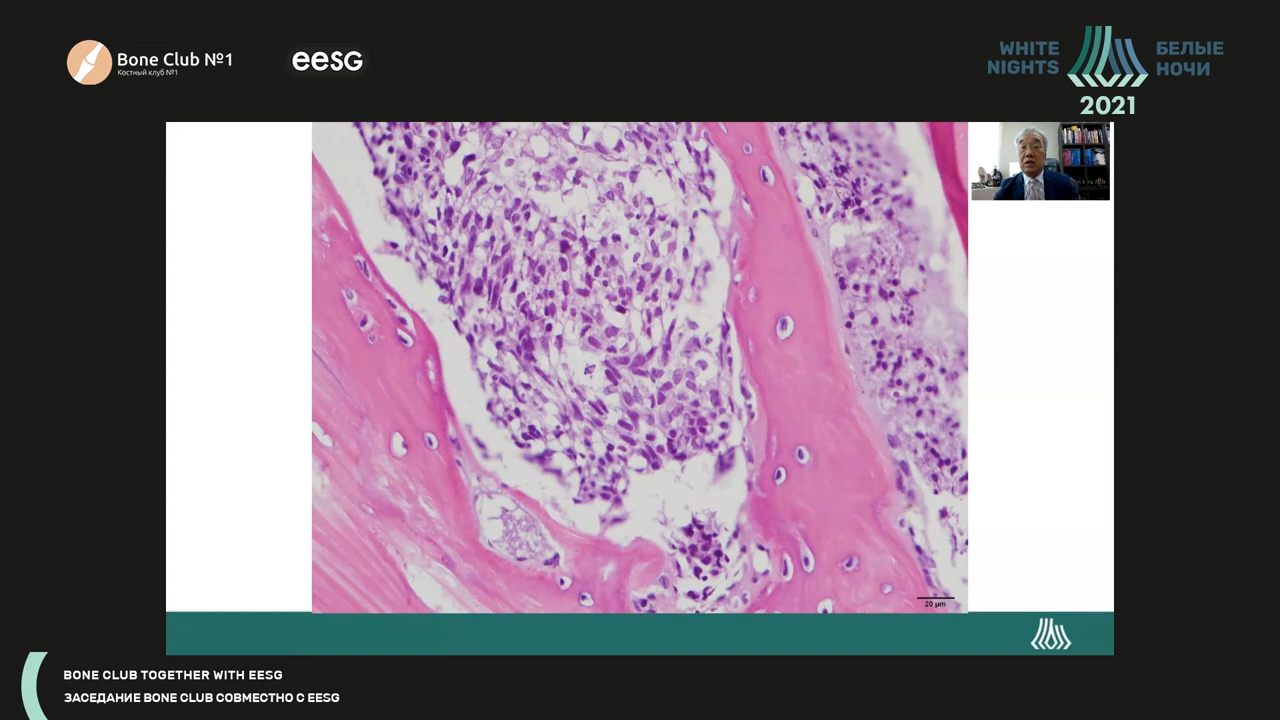 Bone Club №1
Костный клуб №1
eesg
WHITE
NIGHTS
БЕЛЫЕ
НОЧИ
2021
20 µm
BONE CLUB TOGETHER WITH EESG
ЗАСЕДАНИЕ BONE CLUB СОВМЕСТНО С EESG